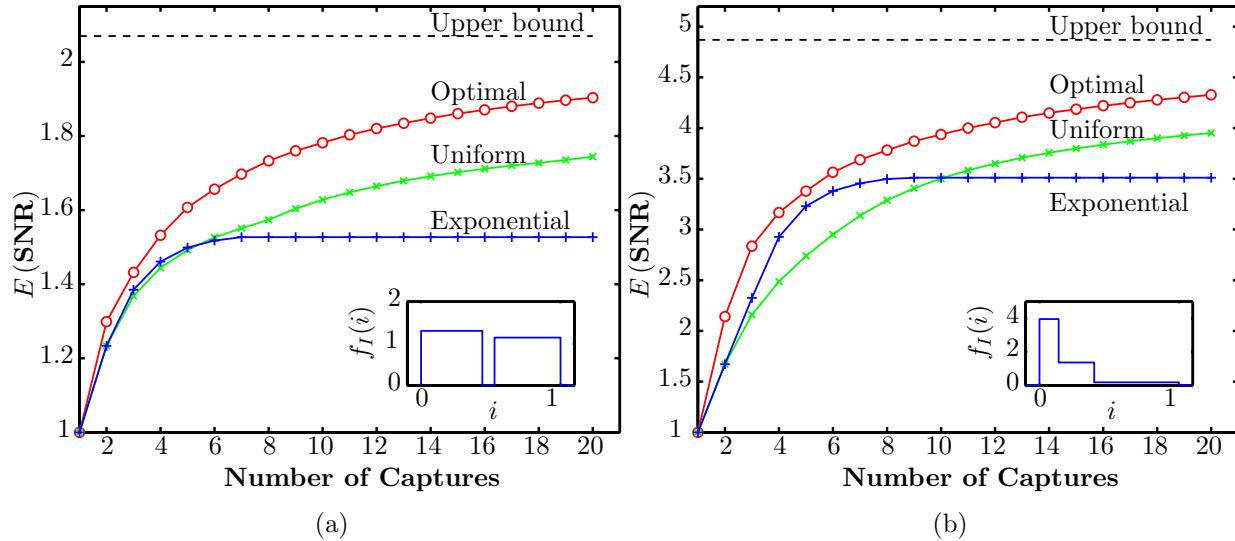 Upper bound
Optimal
Uniform
Exponential
E(SNR)
2
1.8
1.6
1.4
1.2
1
2 4 6 8 10 12 14 16 18 20
Number of Captures
f_I(i)
2
1
0
0 1
i
(a)
Upper bound
Optimal
Uniform
Exponential
E(SNR)
5
4.5
4
3.5
3
2.5
2
1.5
1
2 4 6 8 10 12 14 16 18 20
Number of Captures
f_I(i)
4
2
0
0 1
i
(b)